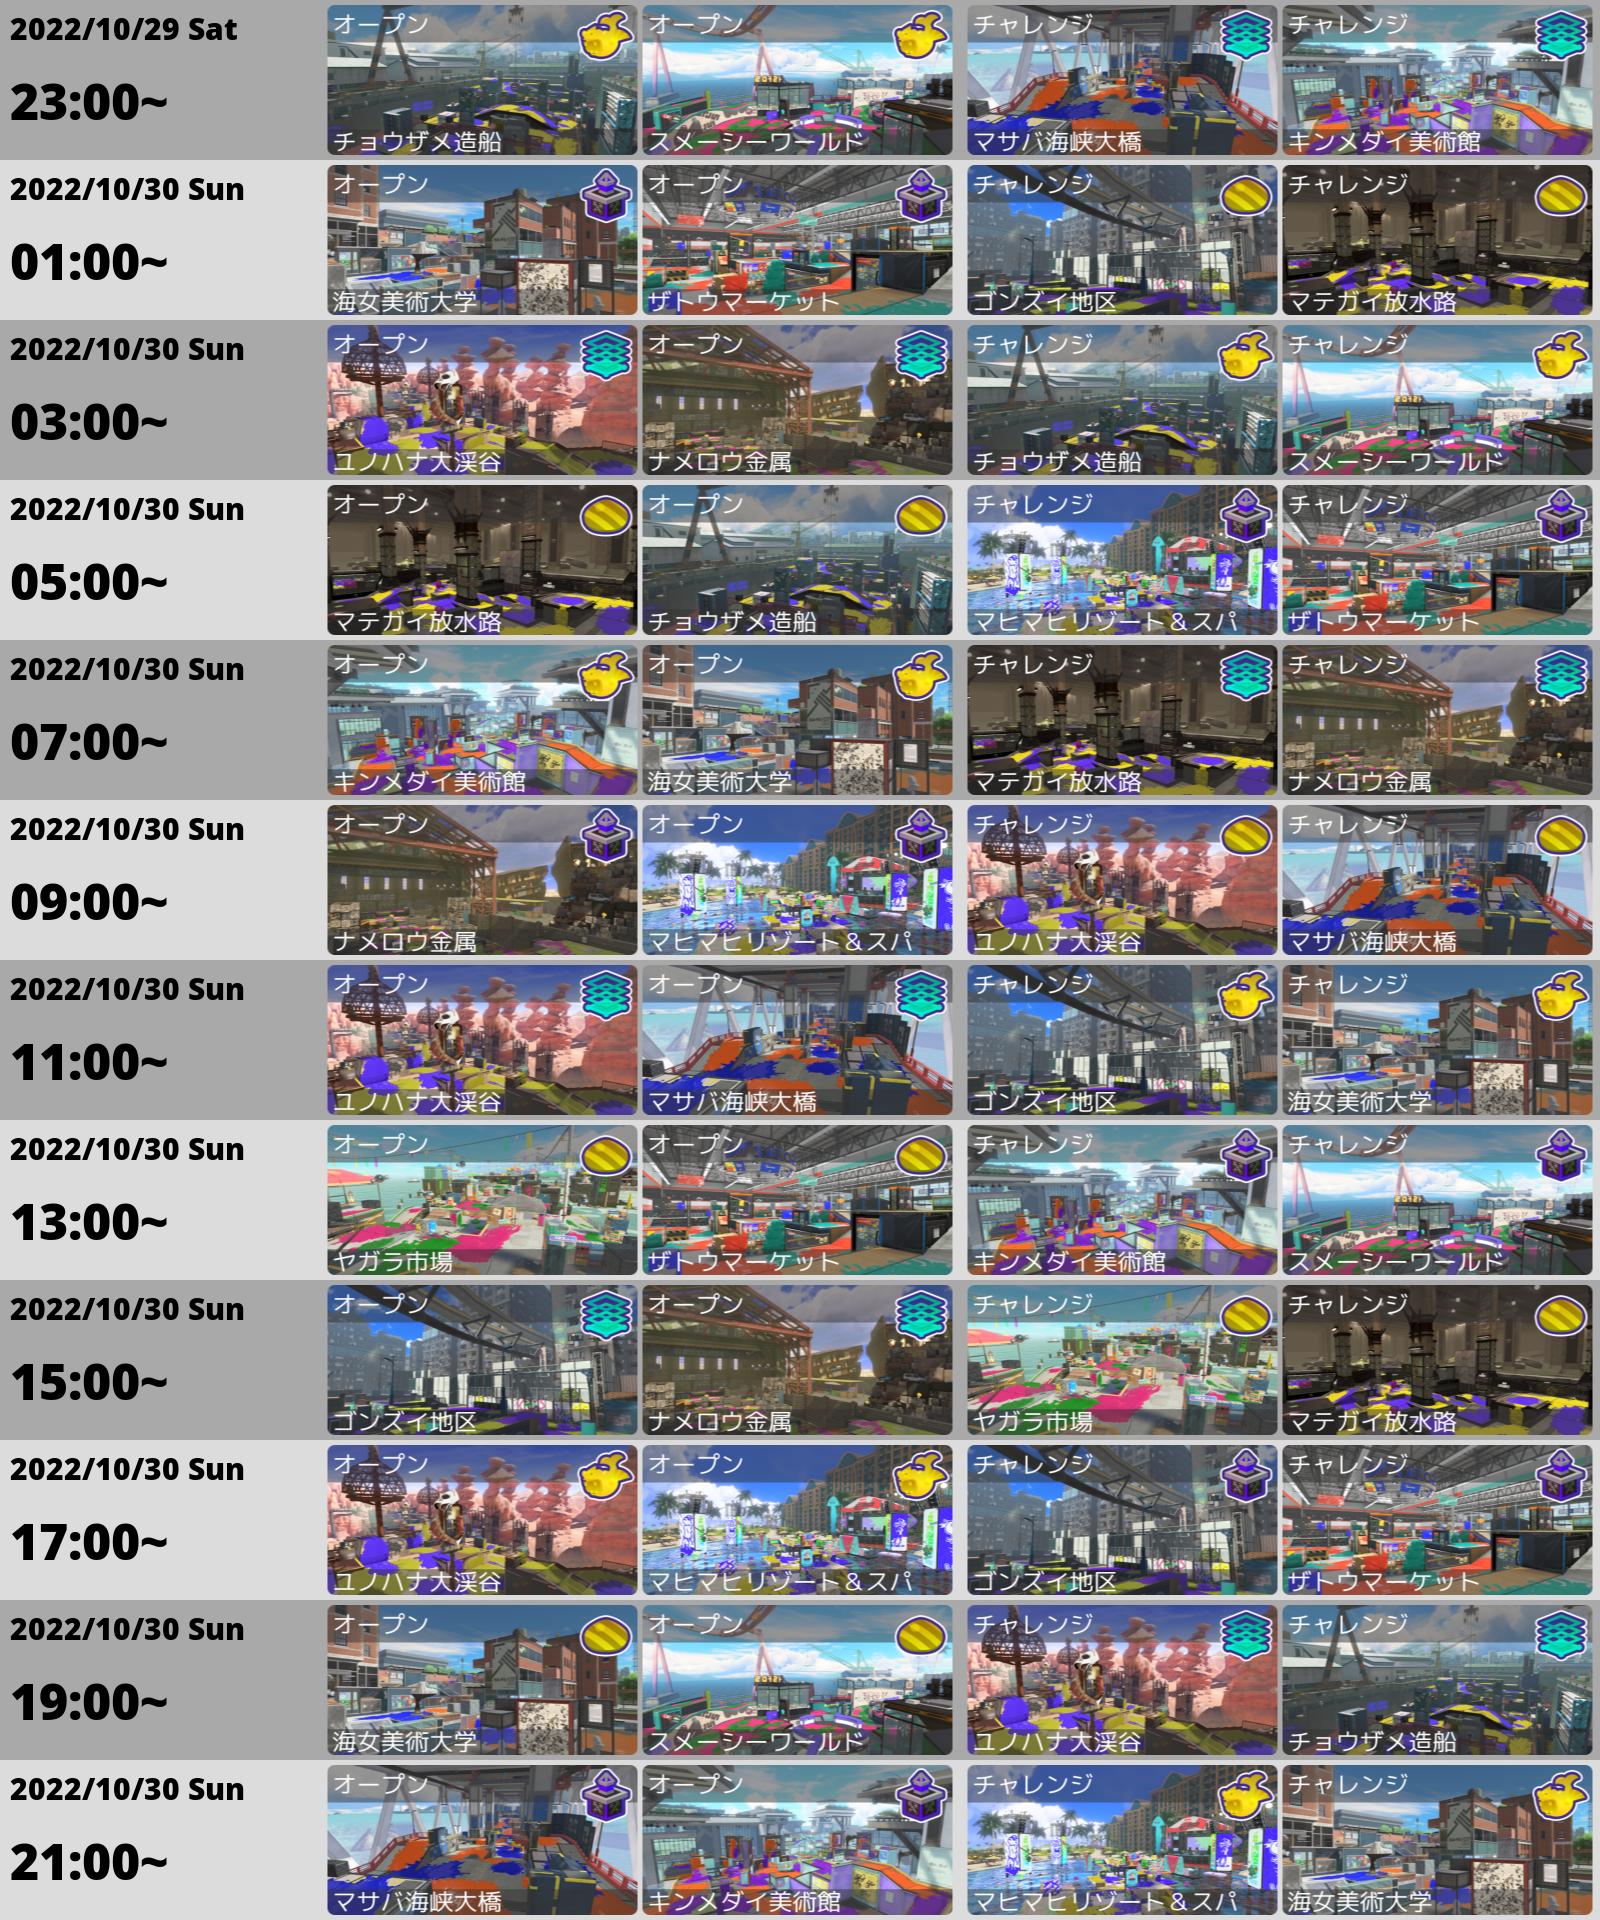 2022/10/29 Sat
23:00~
オープン
チョウザメ造船
オープン
スメーシーワールド
チャレンジ
マサバ海峡大橋
チャレンジ
キンメダイ美術館
2022/10/30 Sun
01:00~
オープン
海女美術大学
オープン
ザトウマーケット
チャレンジ
ゴンズイ地区
チャレンジ
マテガイ放水路
2022/10/30 Sun
03:00~
オープン
ユノハナ大渓谷
オープン
ナメロウ金属
チャレンジ
チョウザメ造船
チャレンジ
スメーシーワールド
2022/10/30 Sun
05:00~
オープン
マテガイ放水路
オープン
チョウザメ造船
チャレンジ
マヒマヒリゾート＆スパ
チャレンジ
ザトウマーケット
2022/10/30 Sun
07:00~
オープン
キンメダイ美術館
オープン
海女美術大学
チャレンジ
マテガイ放水路
チャレンジ
ナメロウ金属
2022/10/30 Sun
09:00~
オープン
ナメロウ金属
オープン
マヒマヒリゾート＆スパ
チャレンジ
ユノハナ大渓谷
チャレンジ
マサバ海峡大橋
2022/10/30 Sun
11:00~
オープン
ユノハナ大渓谷
オープン
マサバ海峡大橋
チャレンジ
ゴンズイ地区
チャレンジ
海女美術大学
2022/10/30 Sun
13:00~
オープン
ヤガラ市場
オープン
ザトウマーケット
チャレンジ
キンメダイ美術館
チャレンジ
スメーシーワールド
2022/10/30 Sun
15:00~
オープン
ゴンズイ地区
オープン
ナメロウ金属
チャレンジ
ヤガラ市場
チャレンジ
マテガイ放水路
2022/10/30 Sun
17:00~
オープン
ユノハナ大渓谷
オープン
マヒマヒリゾート＆スパ
チャレンジ
ゴンズイ地区
チャレンジ
ザトウマーケット
2022/10/30 Sun
19:00~
オープン
海女美術大学
オープン
スメーシーワールド
チャレンジ
ユノハナ大渓谷
チャレンジ
チョウザメ造船
2022/10/30 Sun
21:00~
オープン
マサバ海峡大橋
オープン
キンメダイ美術館
チャレンジ
マヒマヒリゾート＆スパ
チャレンジ
海女美術大学